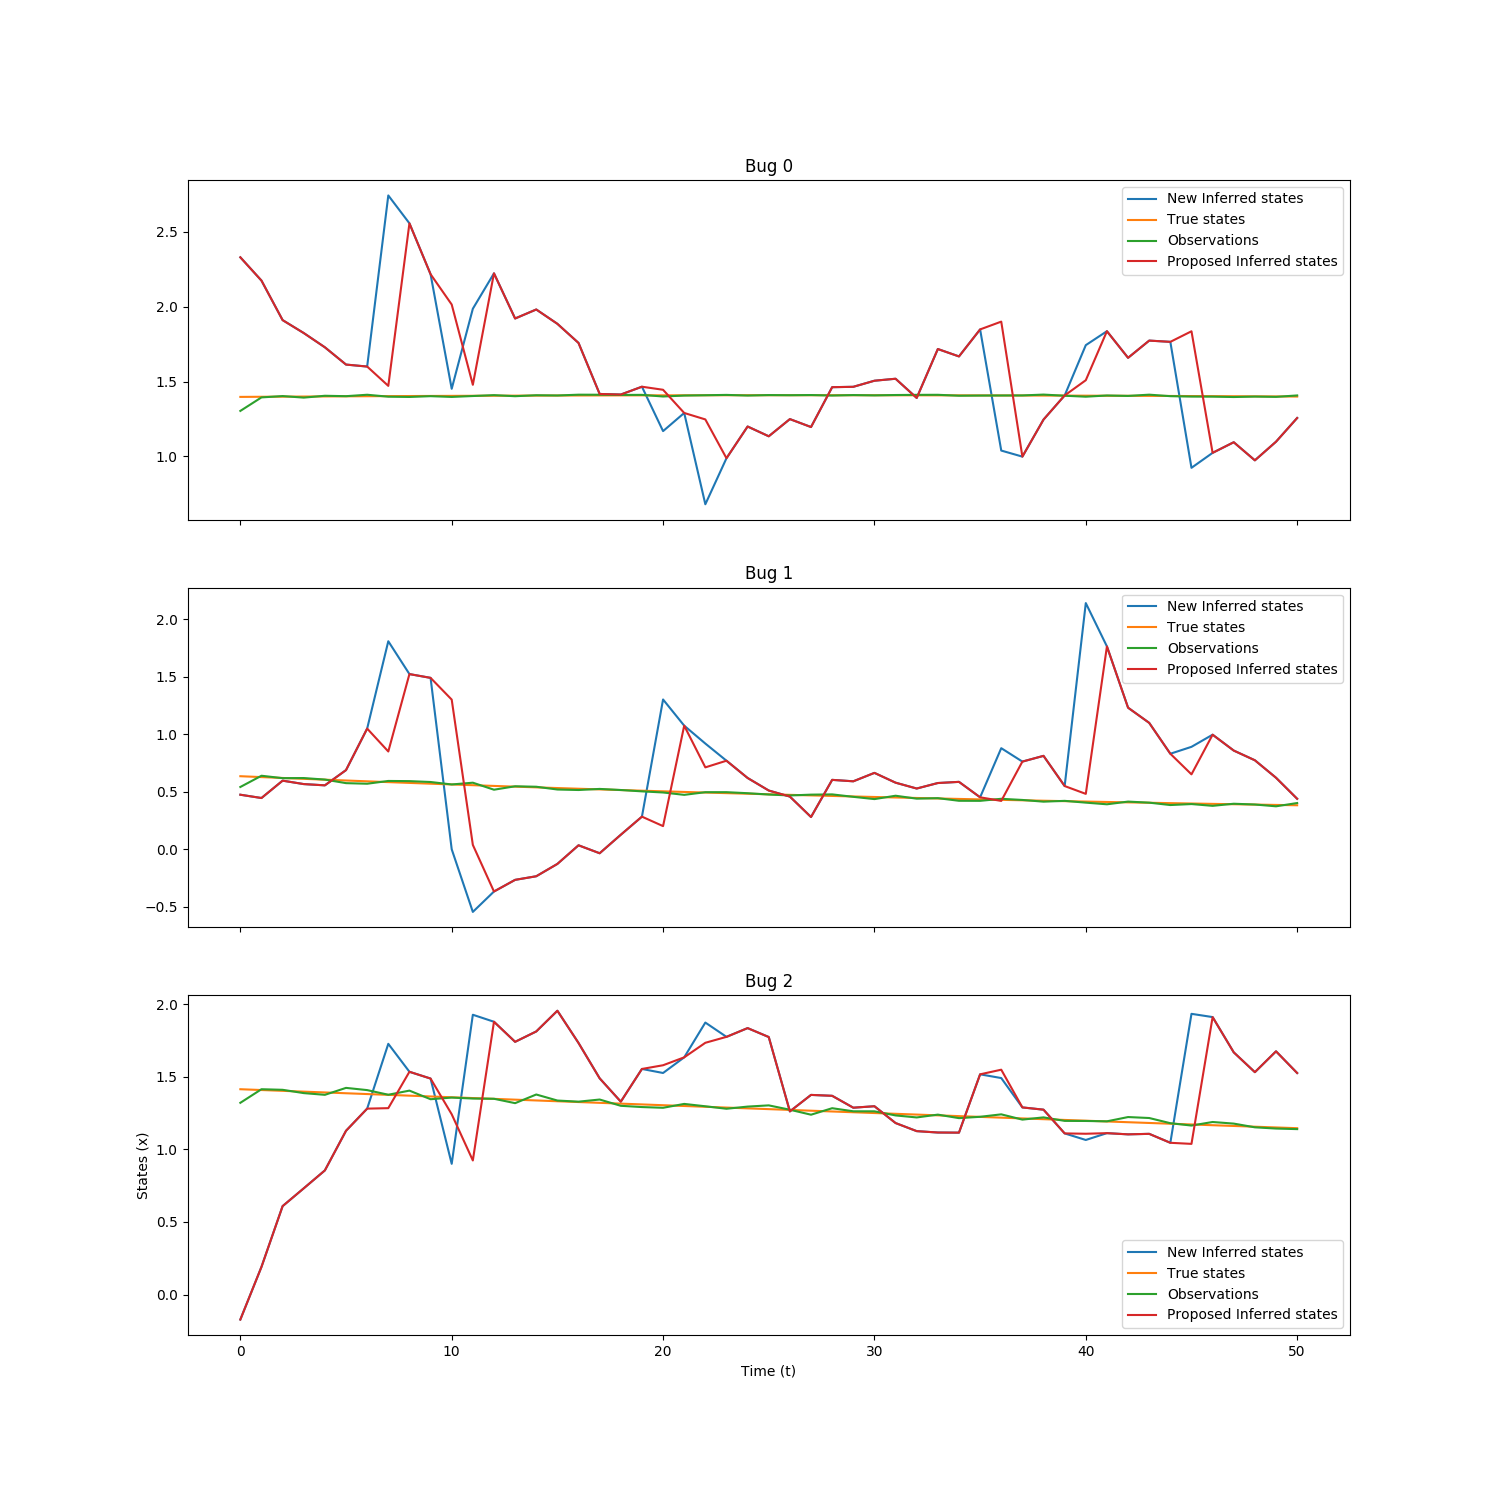 Bug 0
New Inferred states
True states
Observations
Proposed Inferred states
2.5
2.0
1.5
1.0
Bug 1
New Inferred states
True states
Observations
Proposed Inferred states
2.0
1.5
1.0
0.5
0.0
−0.5
Bug 2
2.0
1.5
1.0
0.5
0.0
States (x)
New Inferred states
True states
Observations
Proposed Inferred states
0 10 20 30 40 50
Time (t)